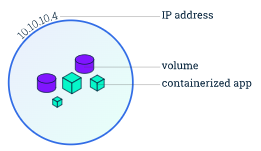 10.10.10.4
IP address
volume
containerized app